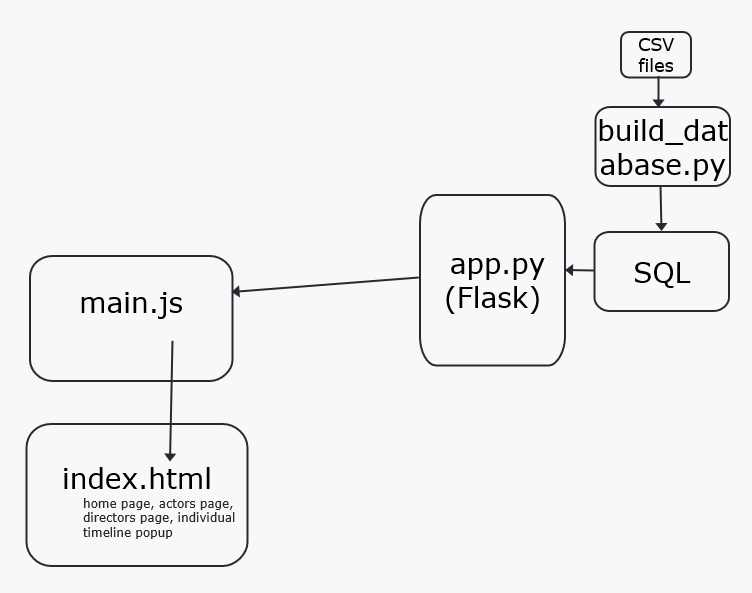 CSV
files
build_dat
abase.py
SQL
app.py
(Flask)
main.js
index.html
home page, actors page,
directors page, individual
timeline popup